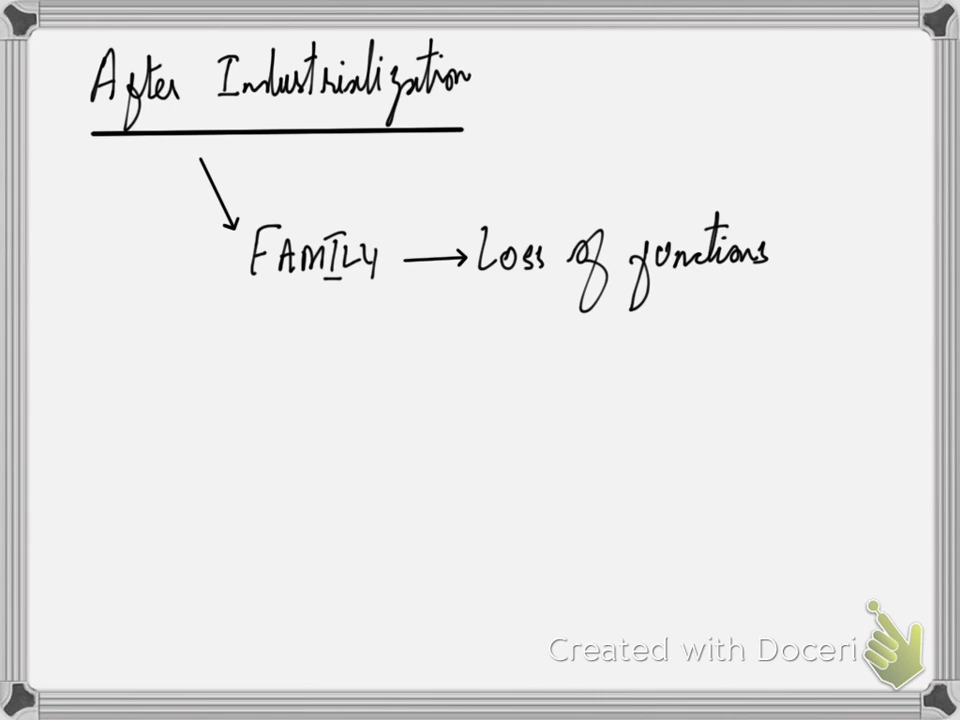 After Industrialization
FAMILY → Loss of functions
Created with Doceri